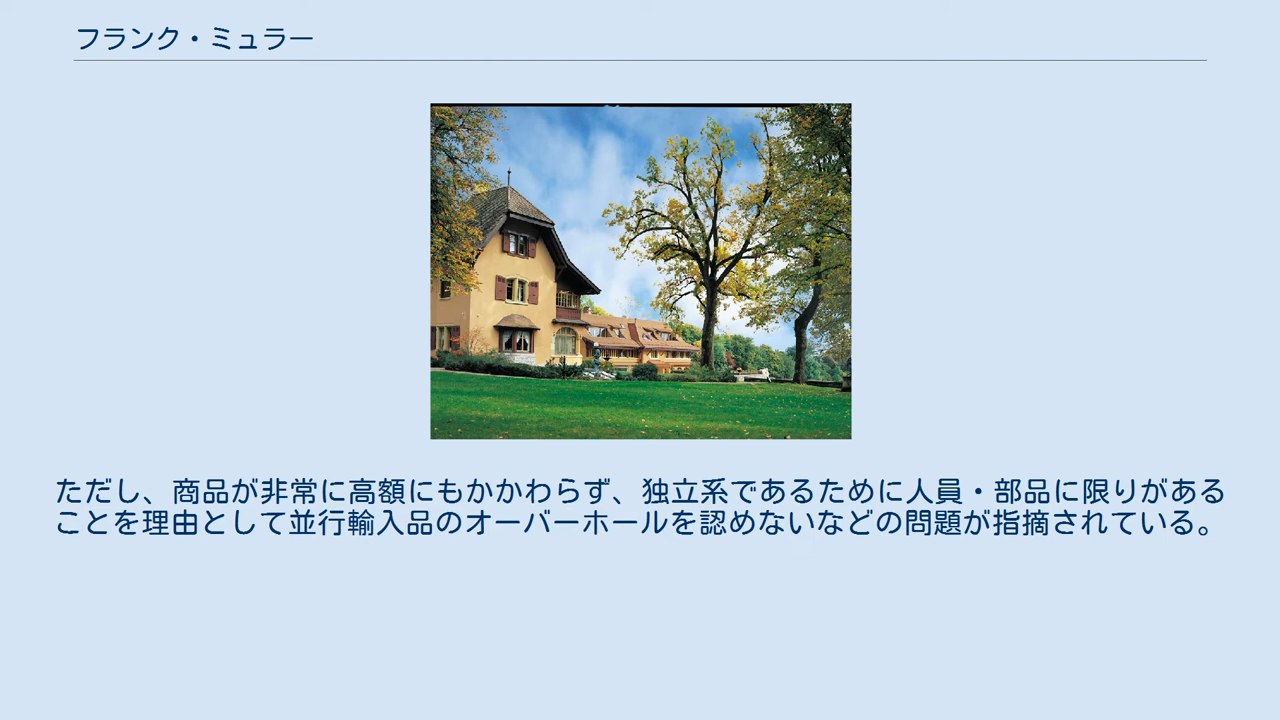 フランク・ミュラー
ただし、商品が非常に高額にもかかわらず、独立系であるために人員・部品に限りがある
ことを理由として並行輸入品のオーバーホールを認めないなどの問題が指摘されている。